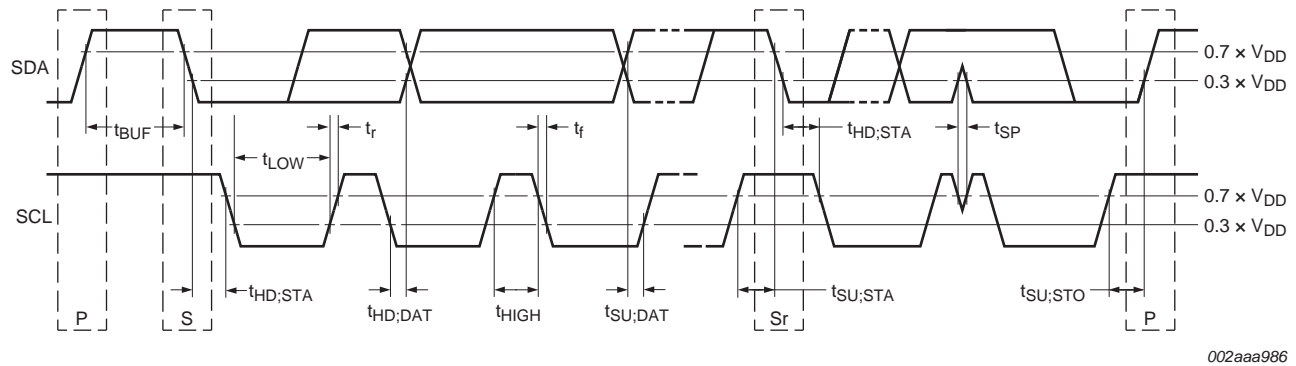 SDA
0.7 × VDD
0.3 × VDD
tBUF
tLOW
tr
tf
tHD;STA
tSP
SCL
0.7 × VDD
0.3 × VDD
tHD;STA
tHD;DAT
tHIGH
tSU;DAT
tSU;STA
tSU;STO
P
S
Sr
P
002aaa986